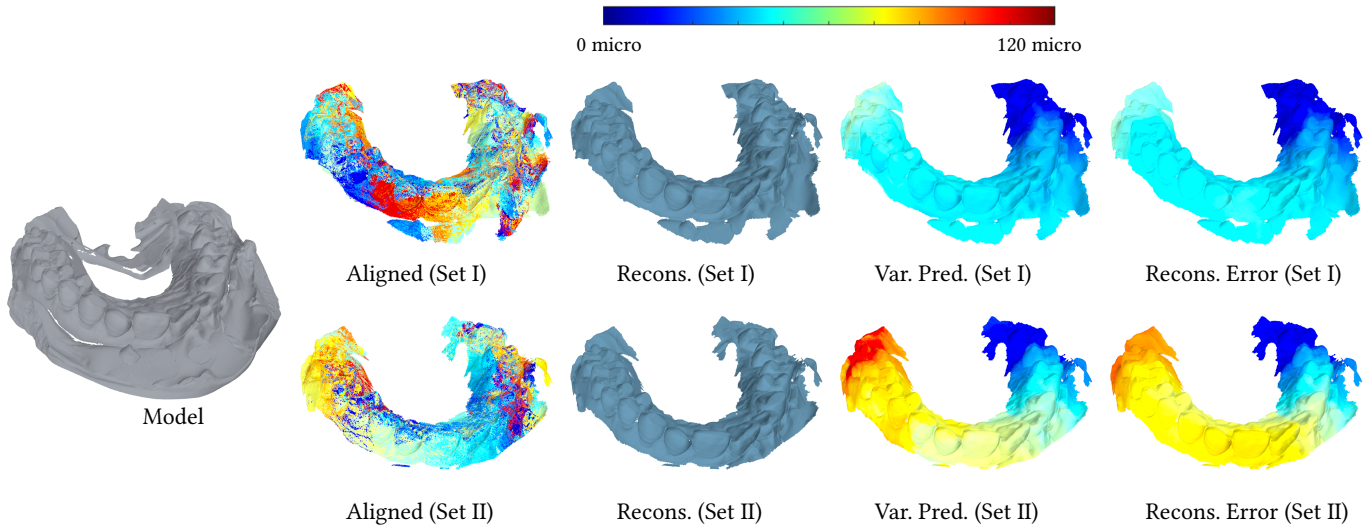 0 micro 120 micro
Aligned (Set I) Recons. (Set I) Var. Pred. (Set I) Recons. Error (Set I)
Model
Aligned (Set II) Recons. (Set II) Var. Pred. (Set II) Recons. Error (Set II)